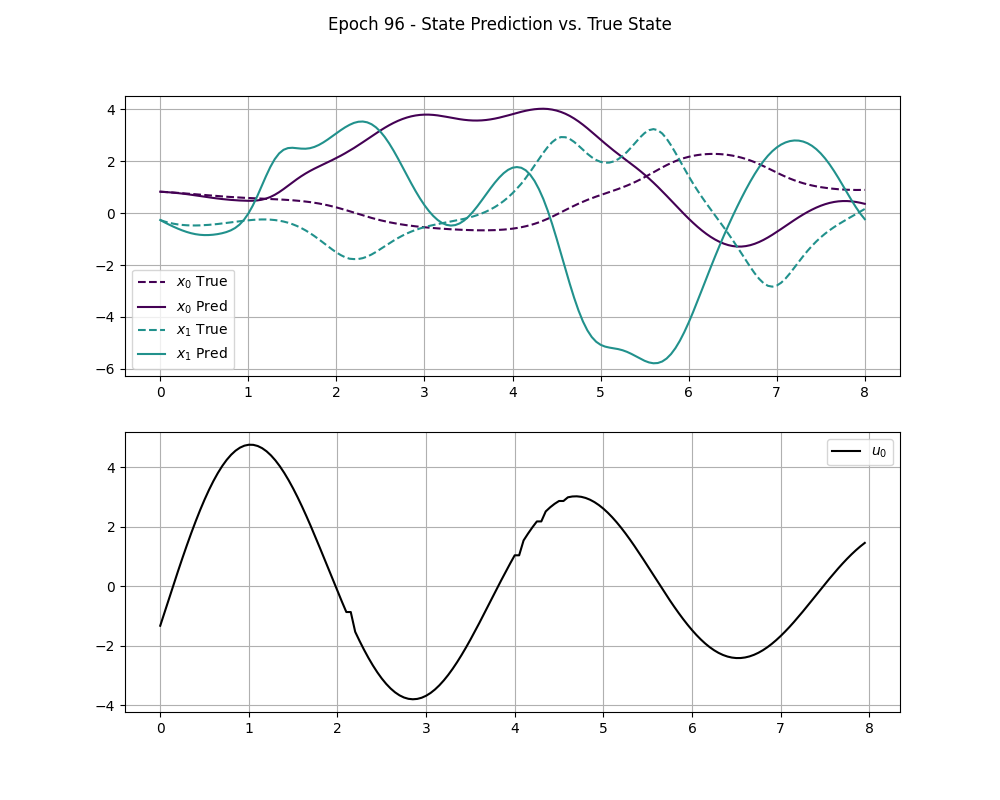 Epoch 96 - State Prediction vs. True State
4
2
0
−2
−4
−6
x₀ True
x₀ Pred
x₁ True
x₁ Pred
0 1 2 3 4 5 6 7 8
4
2
0
−2
−4
u₀
0 1 2 3 4 5 6 7 8